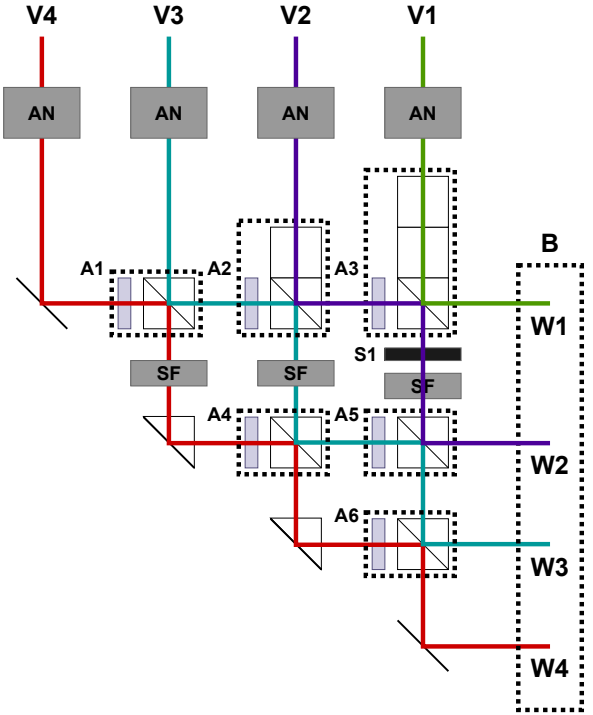 V4 V3 V2 V1
AN AN AN AN
A1 A2 A3
B
W1
S1
SF SF SF
A4 A5
W2
A6
W3
W4